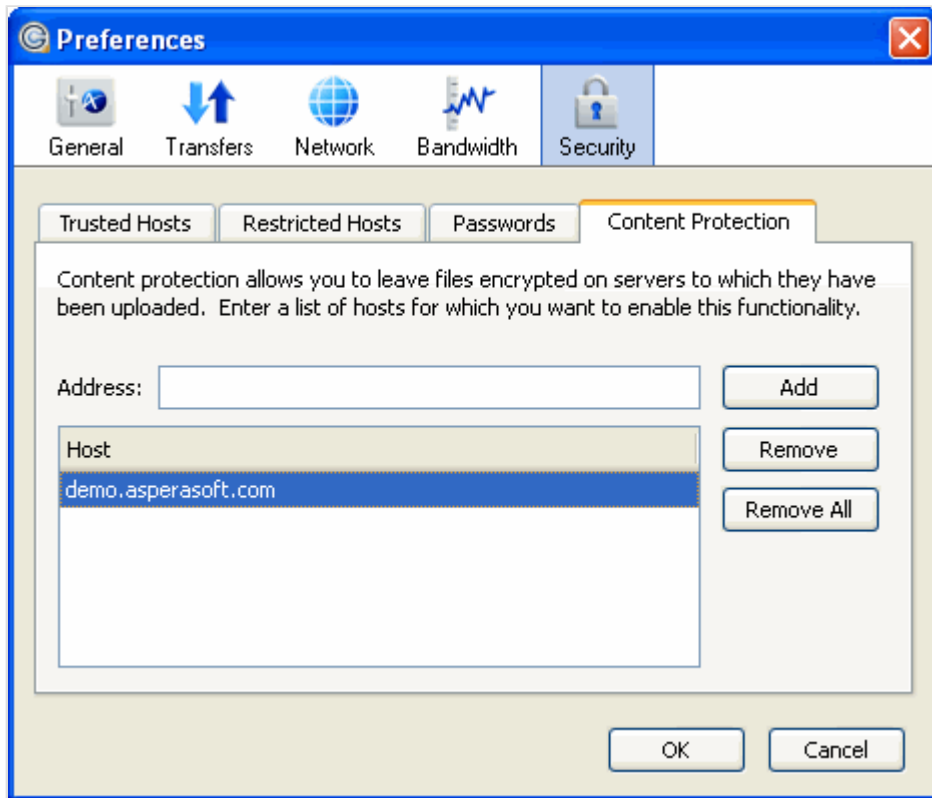 Preferences
General Transfers Network Bandwidth Security
Trusted Hosts Restricted Hosts Passwords Content Protection
Content protection allows you to leave files encrypted on servers to which they have
been uploaded. Enter a list of hosts for which you want to enable this functionality.
Address: Add
Host Remove
demo.asperasoft.com
Remove All
OK Cancel